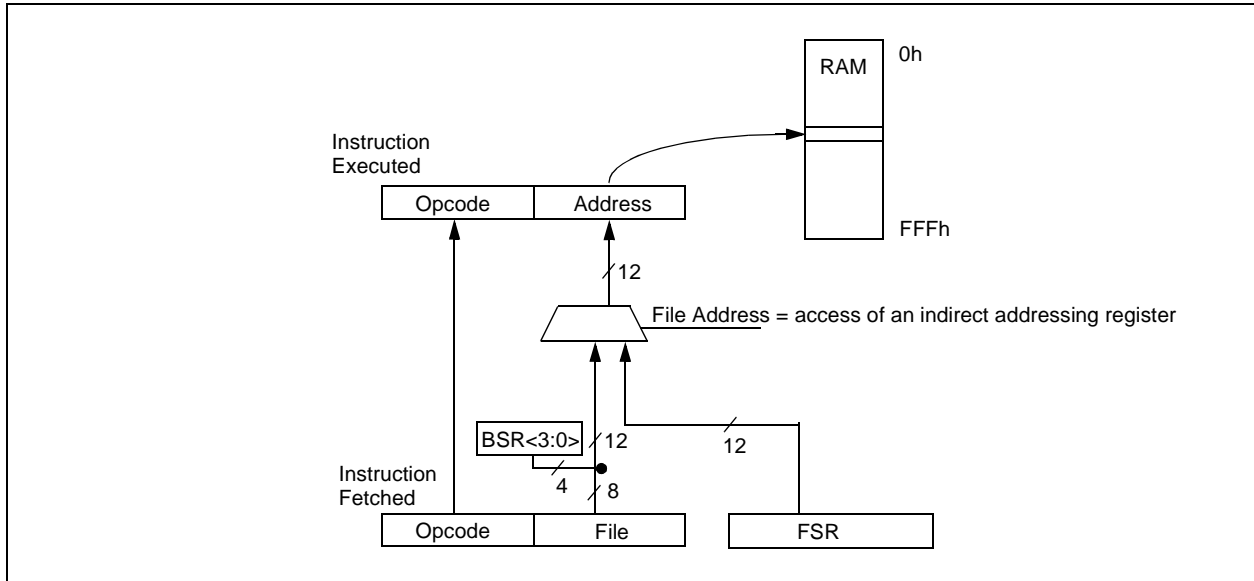 RAM
0h
Instruction
Executed
Opcode
Address
FFFh
12
File Address = access of an indirect addressing register
BSR<3:0>
12
12
4
8
Instruction
Fetched
Opcode
File
FSR